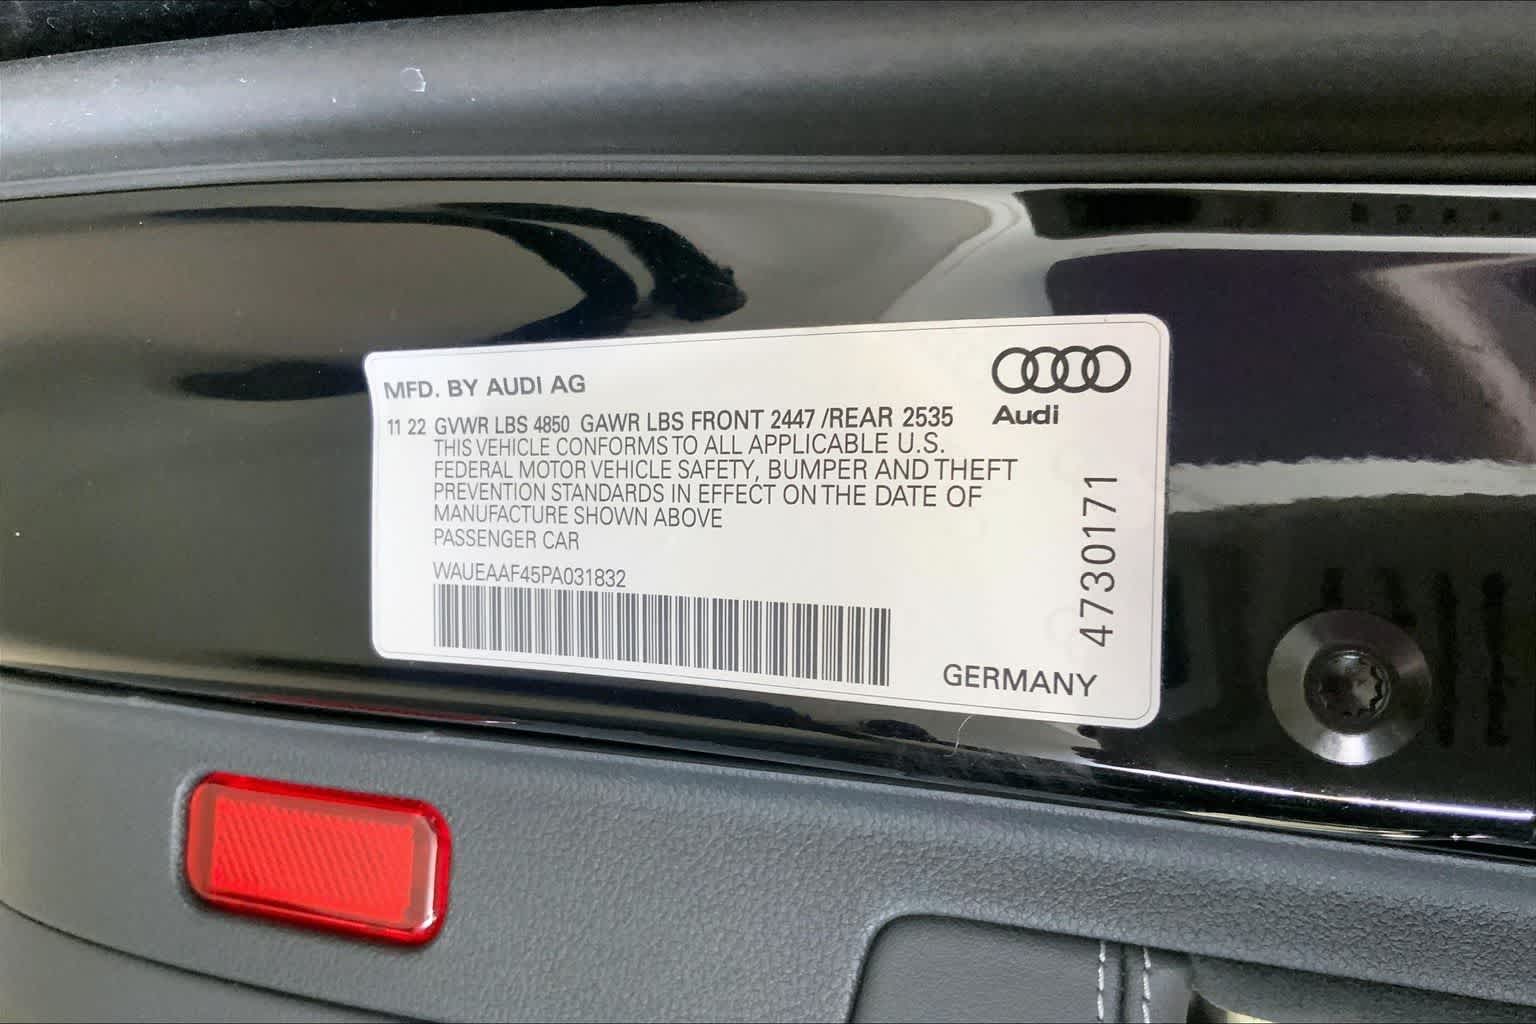 MFD. BY AUDI AG
Audi
11 22 GVWR LBS 4850 GAWR LBS FRONT 2447 /REAR 2535
THIS VEHICLE CONFORMS TO ALL APPLICABLE U.S.
FEDERAL MOTOR VEHICLE SAFETY, BUMPER AND THEFT
PREVENTION STANDARDS IN EFFECT ON THE DATE OF
MANUFACTURE SHOWN ABOVE
PASSENGER CAR
WAUEAAF45PA031832
4730171
GERMANY